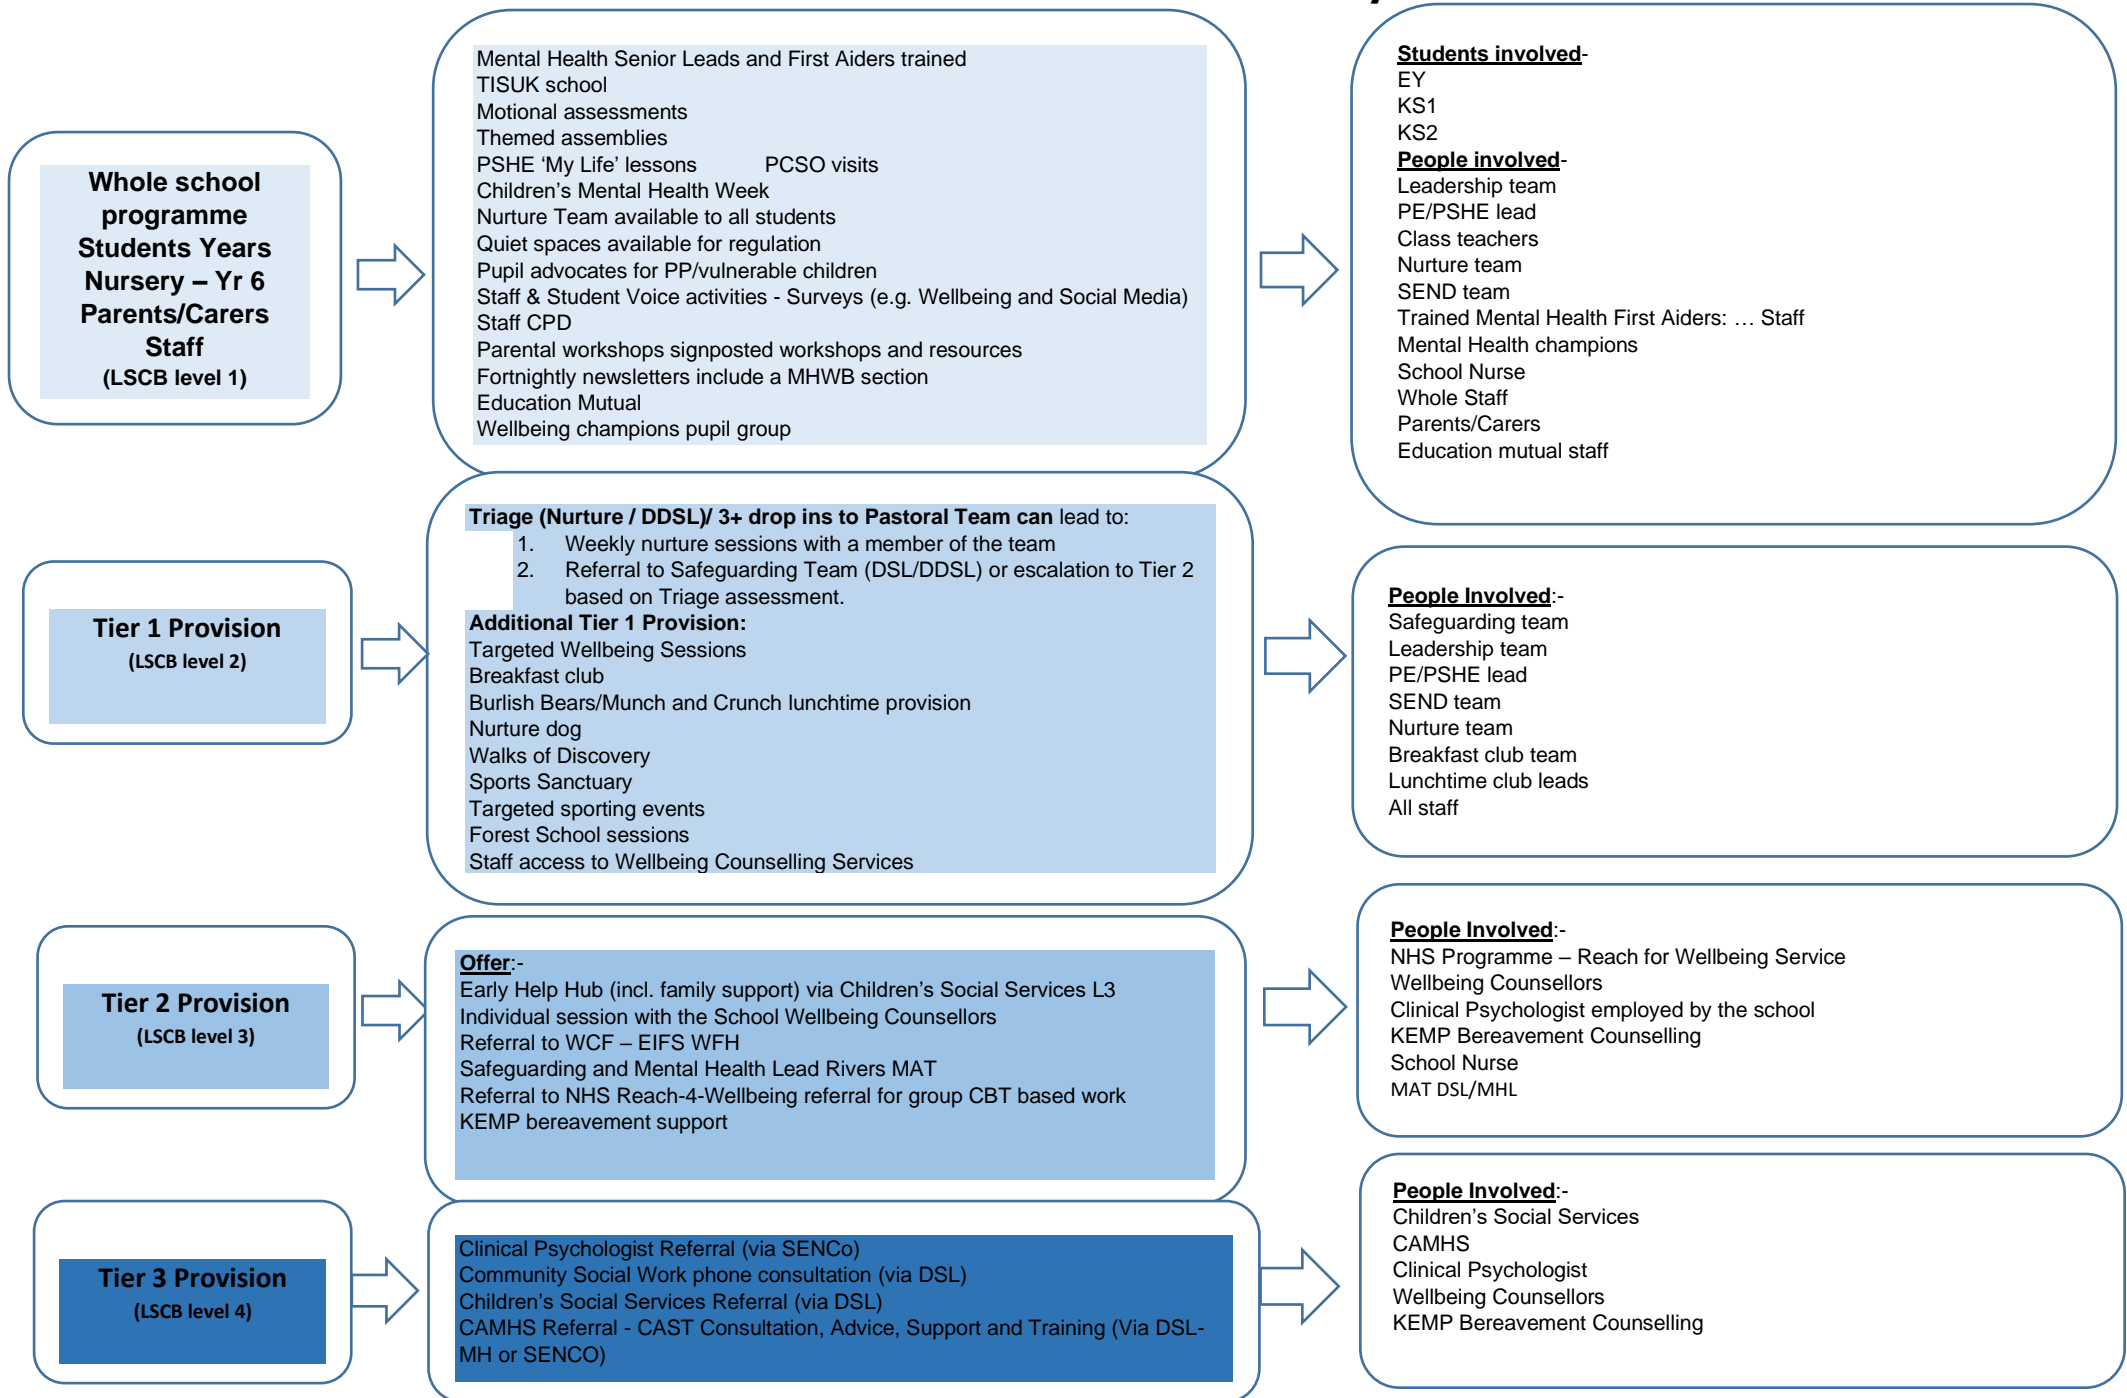 Whole school
programme
Students Years
Nursery – Yr 6
Parents/Carers
Staff
(LSCB level 1)
Mental Health Senior Leads and First Aiders trained
TISUK school
Motional assessments
Themed assemblies
PSHE ‘My Life’ lessons PCSO visits
Children’s Mental Health Week
Nurture Team available to all students
Quiet spaces available for regulation
Pupil advocates for PP/vulnerable children
Staff & Student Voice activities - Surveys (e.g. Wellbeing and Social Media)
Staff CPD
Parental workshops signposted workshops and resources
Fortnightly newsletters include a MHWB section
Education Mutual
Wellbeing champions pupil group
Students involved-
EY
KS1
KS2
People involved-
Leadership team
PE/PSHE lead
Class teachers
Nurture team
SEND team
Trained Mental Health First Aiders: … Staff
Mental Health champions
School Nurse
Whole Staff
Parents/Carers
Education mutual staff
Tier 1 Provision
(LSCB level 2)
Triage (Nurture / DDSL)/ 3+ drop ins to Pastoral Team can lead to:
1. Weekly nurture sessions with a member of the team
2. Referral to Safeguarding Team (DSL/DDSL) or escalation to Tier 2
based on Triage assessment.
Additional Tier 1 Provision:
Targeted Wellbeing Sessions
Breakfast club
Burlish Bears/Munch and Crunch lunchtime provision
Nurture dog
Walks of Discovery
Sports Sanctuary
Targeted sporting events
Forest School sessions
Staff access to Wellbeing Counselling Services
People Involved:-
Safeguarding team
Leadership team
PE/PSHE lead
SEND team
Nurture team
Breakfast club team
Lunchtime club leads
All staff
Tier 2 Provision
(LSCB level 3)
Offer:-
Early Help Hub (incl. family support) via Children’s Social Services L3
Individual session with the School Wellbeing Counsellors
Referral to WCF – EIFS WFH
Safeguarding and Mental Health Lead Rivers MAT
Referral to NHS Reach-4-Wellbeing referral for group CBT based work
KEMP bereavement support
People Involved:-
NHS Programme – Reach for Wellbeing Service
Wellbeing Counsellors
Clinical Psychologist employed by the school
KEMP Bereavement Counselling
School Nurse
MAT DSL/MHL
Tier 3 Provision
(LSCB level 4)
Clinical Psychologist Referral (via SENCo)
Community Social Work phone consultation (via DSL)
Children’s Social Services Referral (via DSL)
CAMHS Referral - CAST Consultation, Advice, Support and Training (Via DSL-
MH or SENCO)
People Involved:-
Children’s Social Services
CAMHS
Clinical Psychologist
Wellbeing Counsellors
KEMP Bereavement Counselling